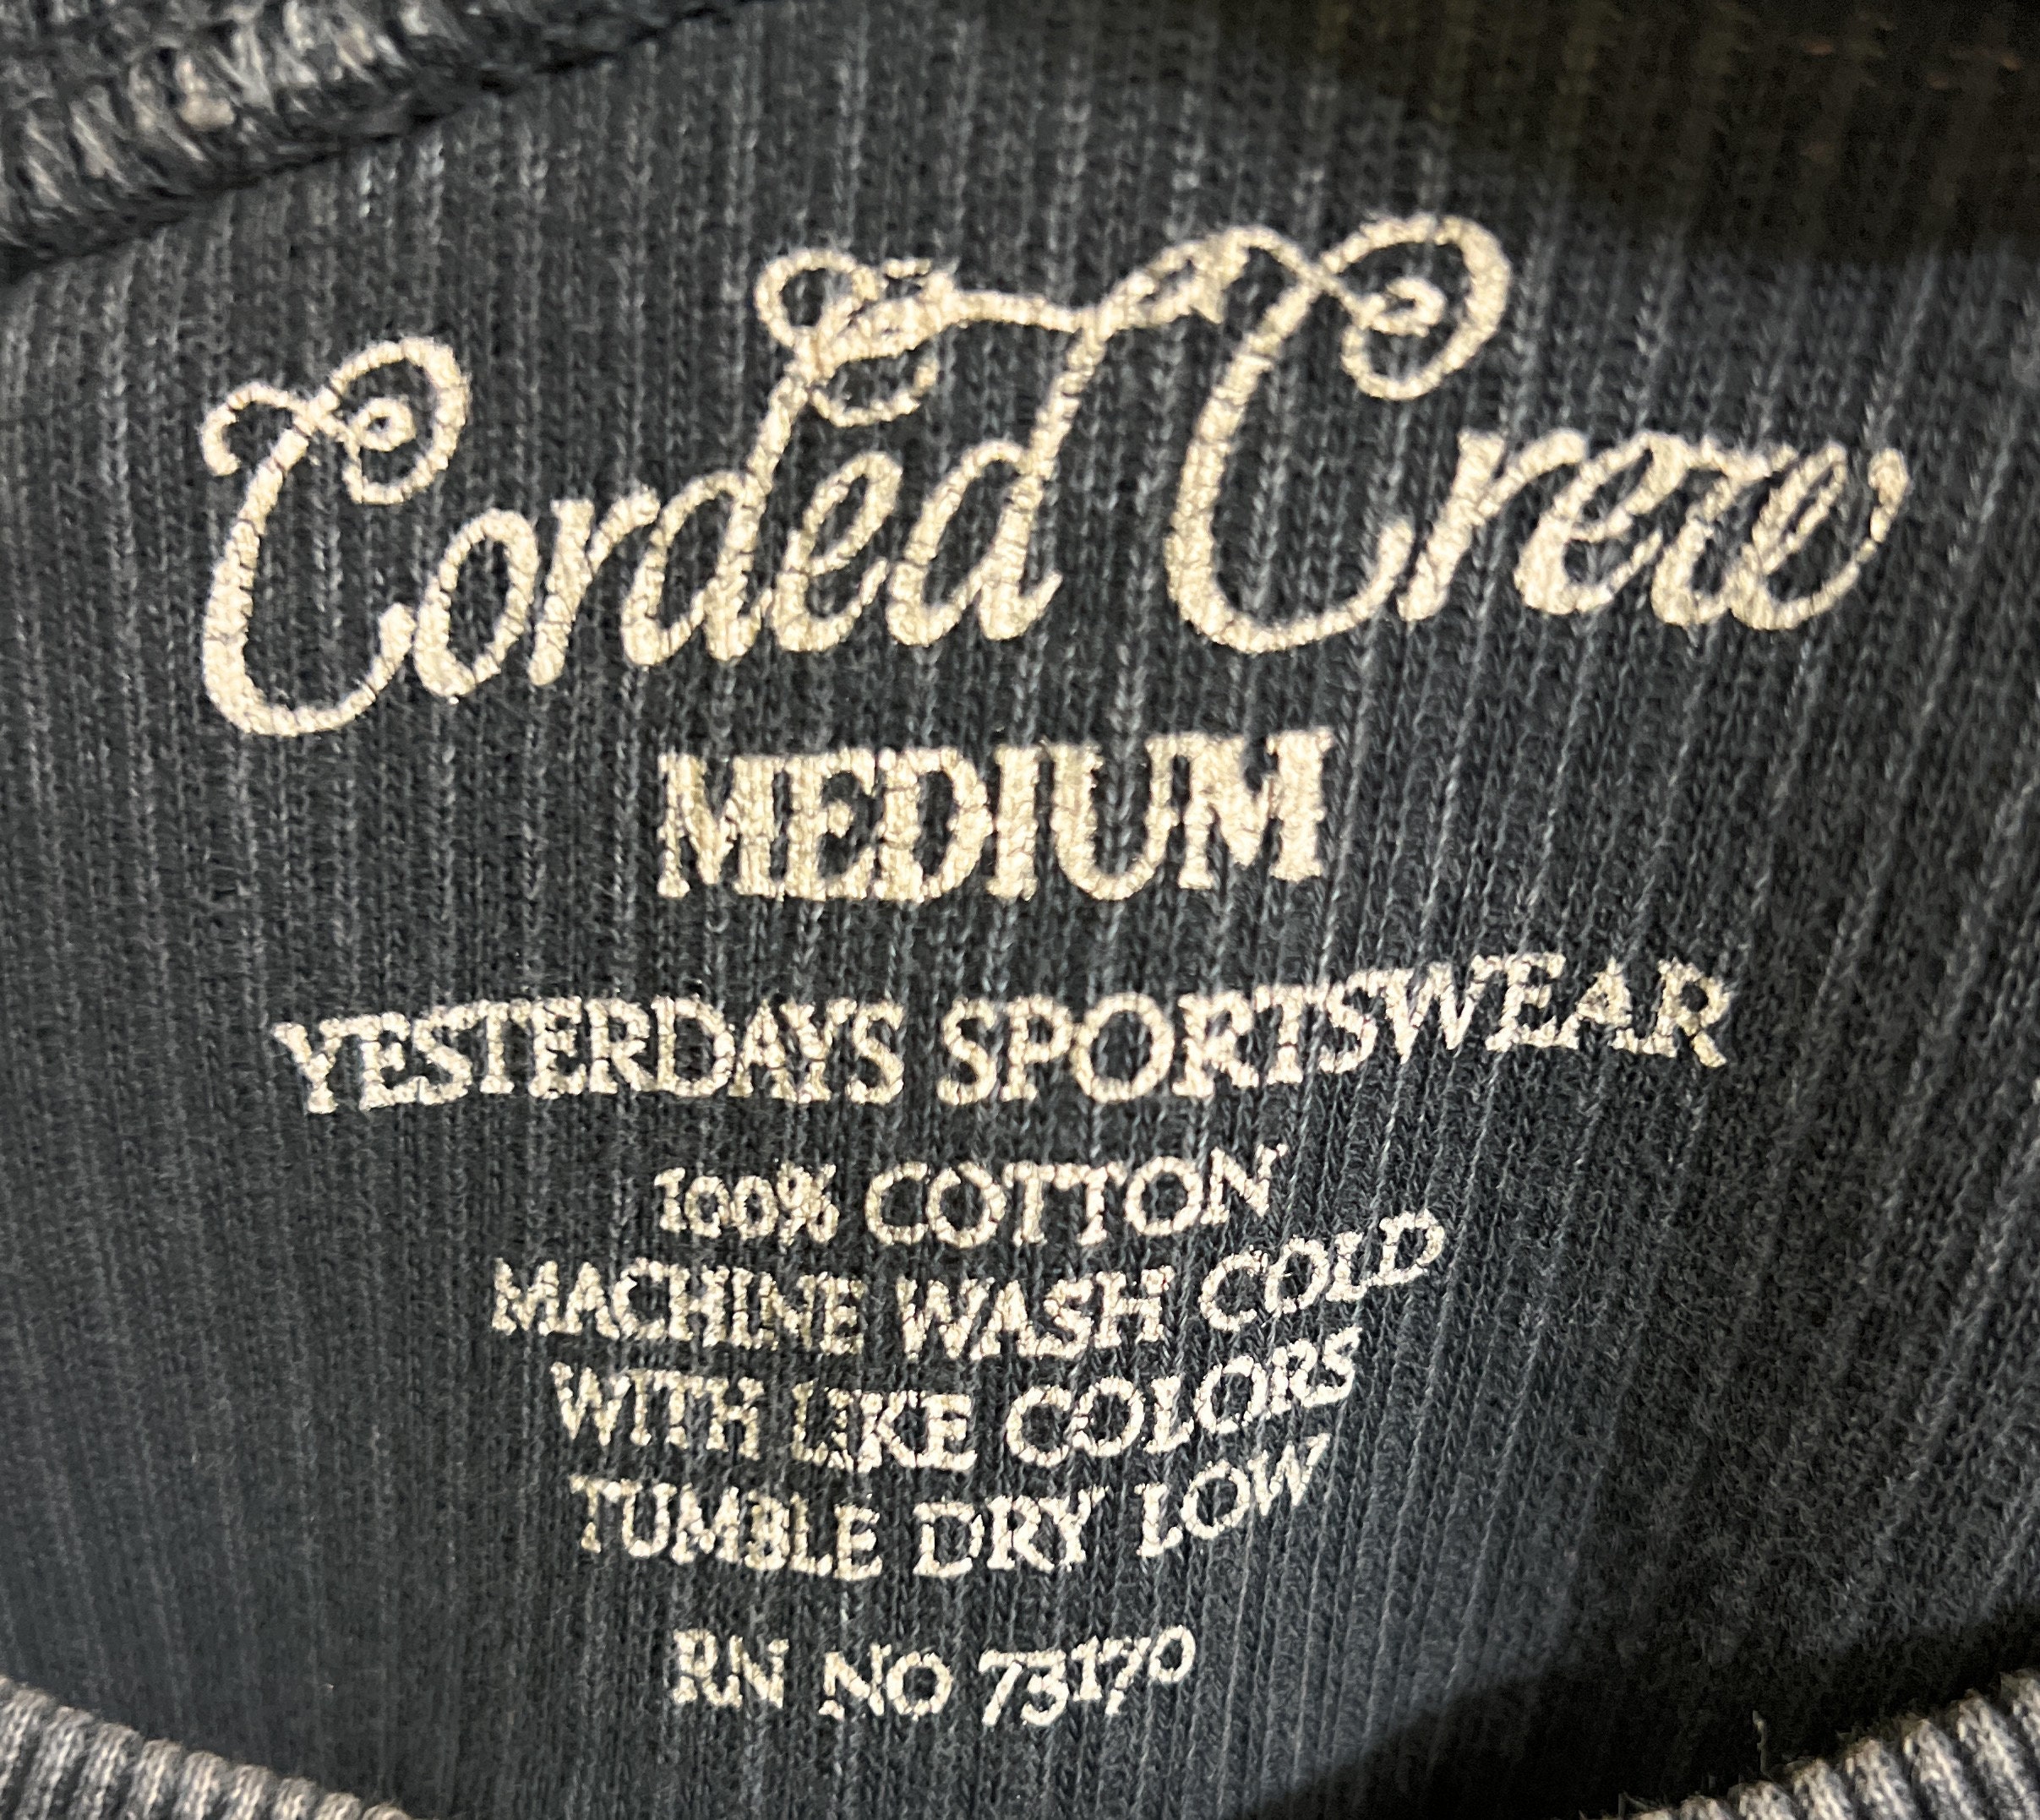 Corded Crew
MEDIUM
YESTERDAYS SPORTSWEAR
100% COTTON
MACHINE WASH COLD
WITH LIKE COLORS
TUMBLE DRY LOW
RN NO 73170